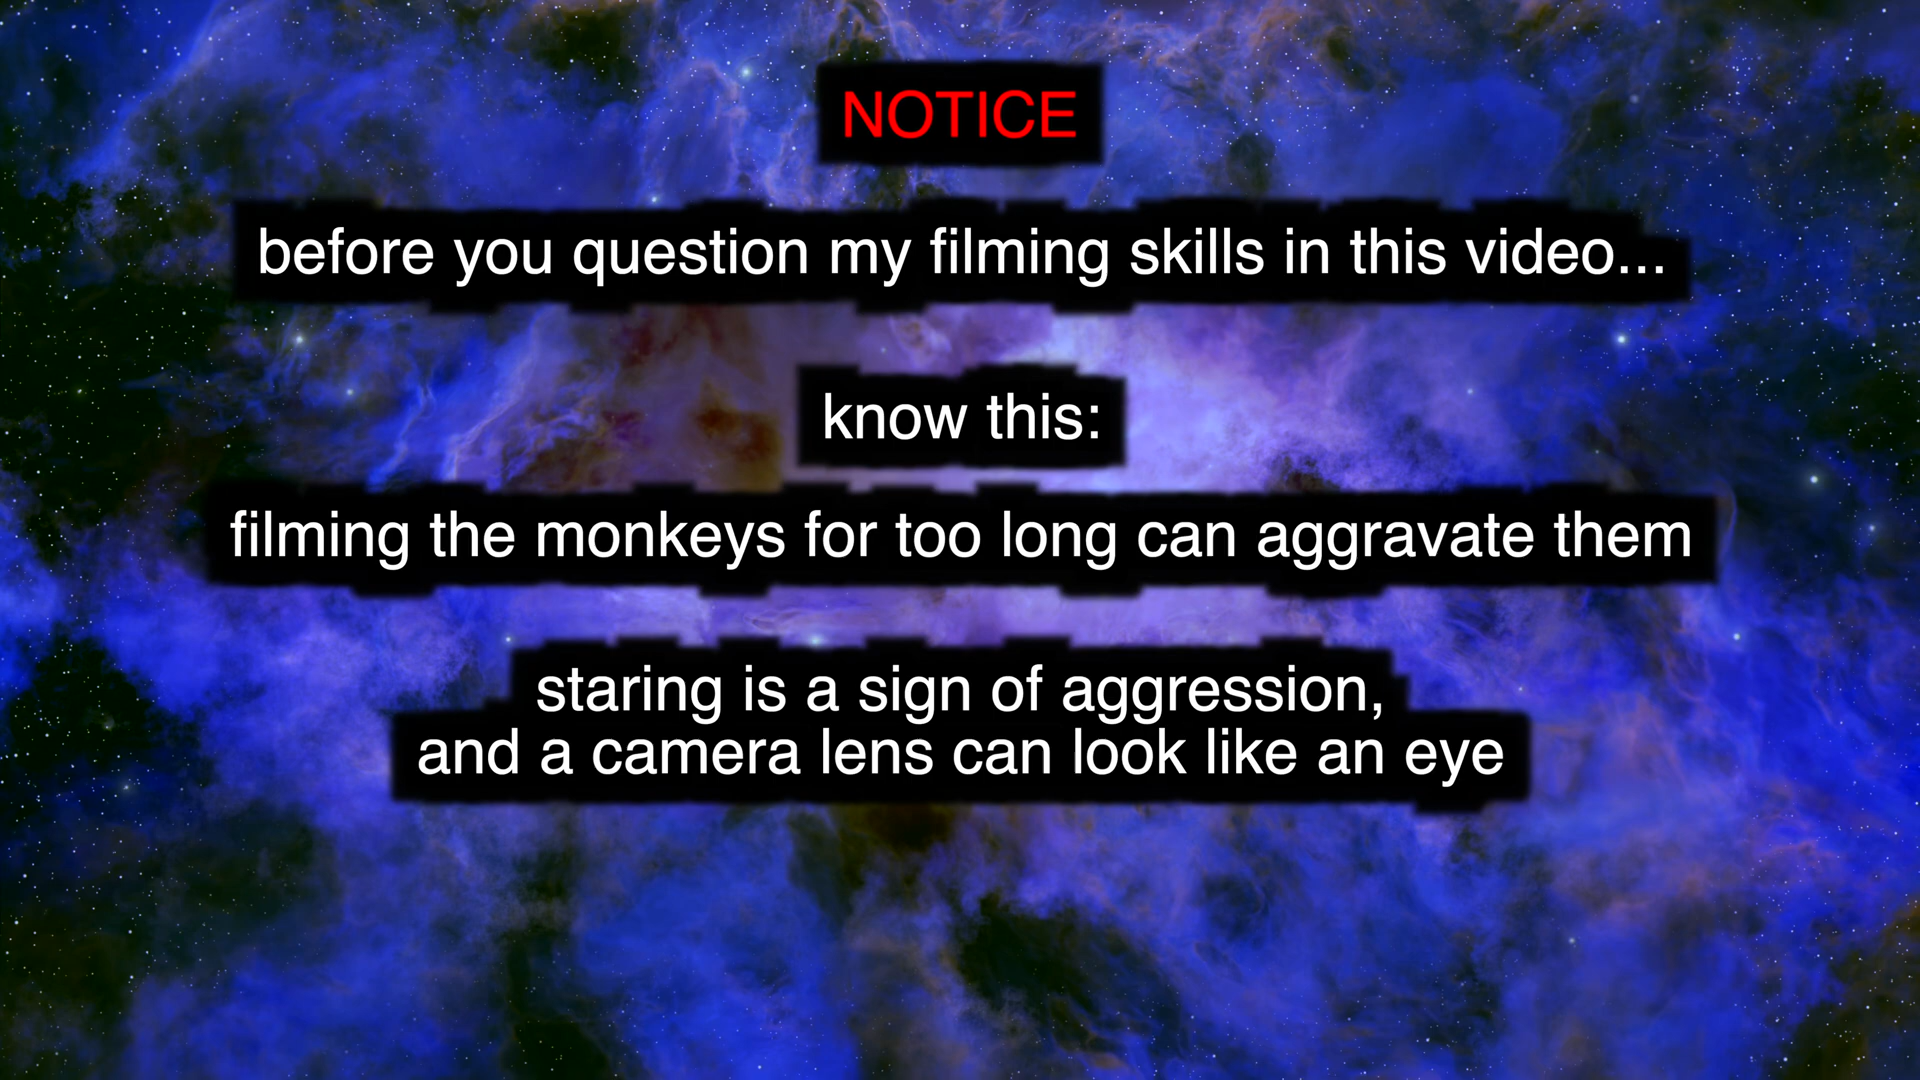 NOTICE
before you question my filming skills in this video...
know this:
filming the monkeys for too long can aggravate them
staring is a sign of aggression,
and a camera lens can look like an eye